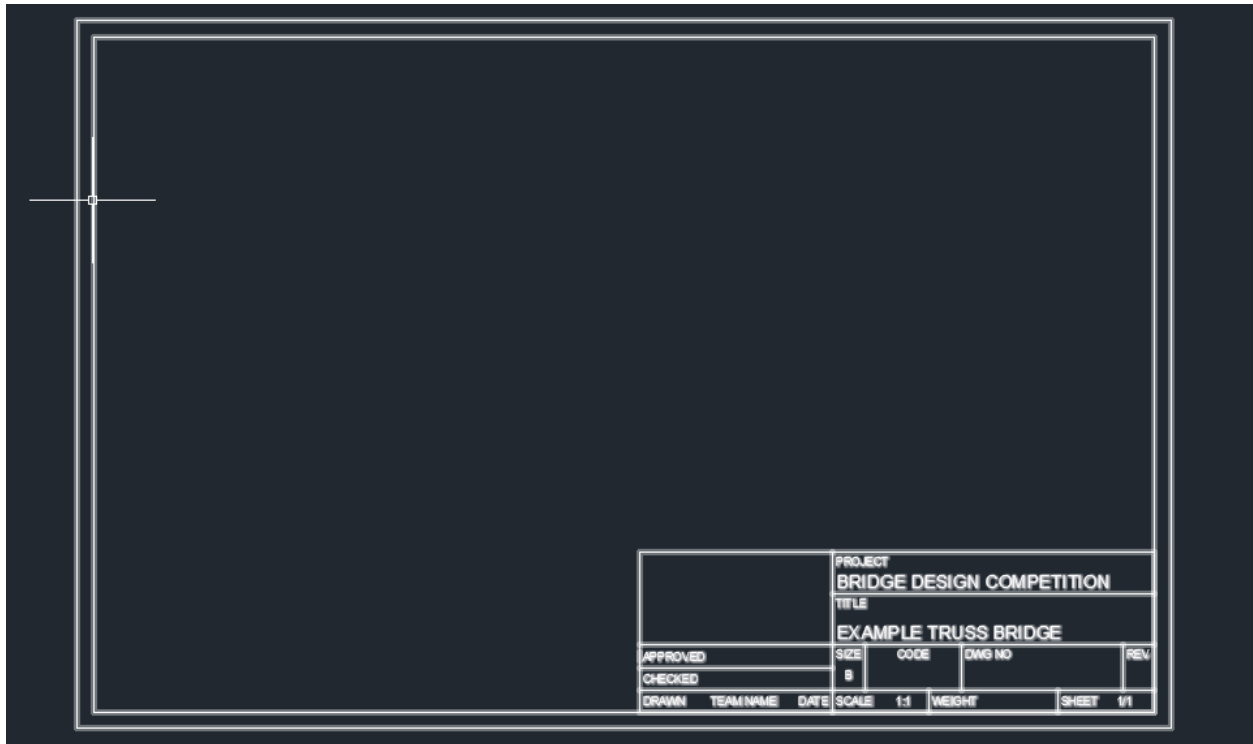 PROJECT
BRIDGE DESIGN COMPETITION
TITLE
EXAMPLE TRUSS BRIDGE
APPROVED
SIZE CODE DWG NO REV
B
CHECKED
DRAWN TEAM NAME DATE SCALE 1:1 WEIGHT SHEET 1/1